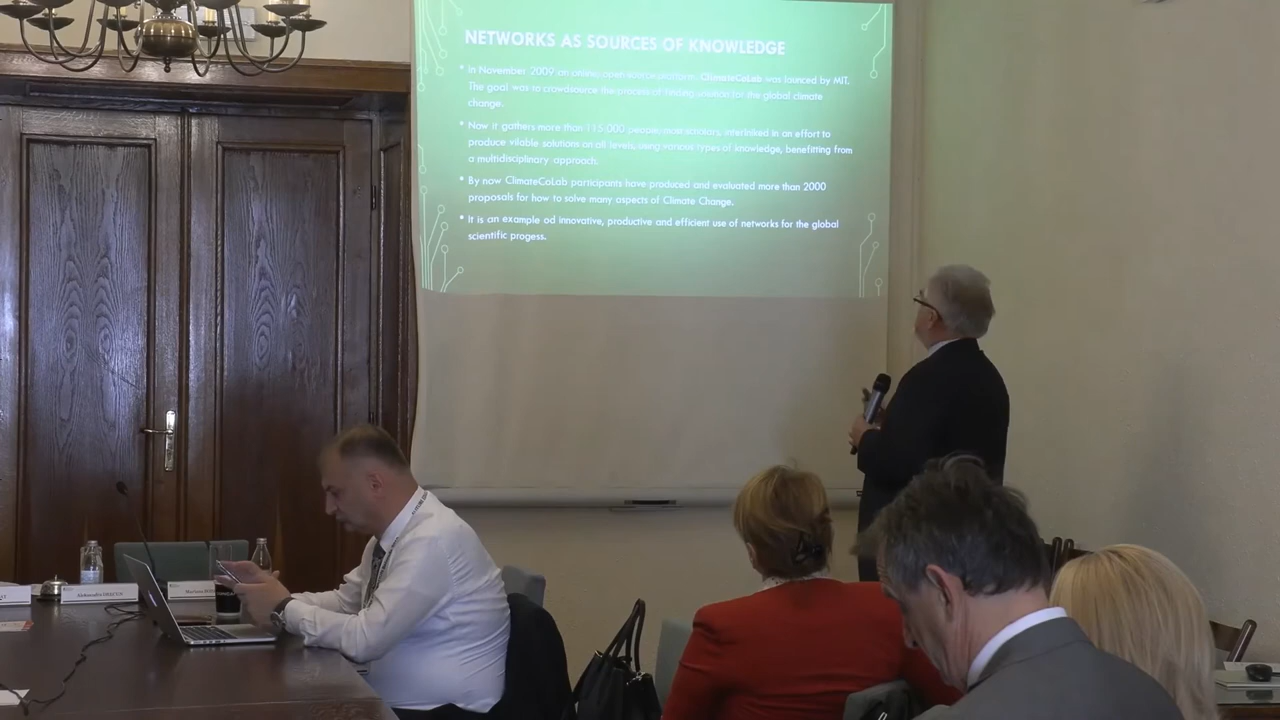 NETWORKS AS SOURCES OF KNOWLEDGE
* In November 2009 an online, open source platform, ClimateCoLab was launced by MIT.
The goal was to crowdsource the process of finding solution for the global climate
change.
* Now it gathers more than 115 000 people, most scholars, interlniked in an effort to
produce vilable solutions on all levels, using various types of knowledge, benefitting from
a multidisciplinary approach.
* By now ClimateCoLab participants have produced and evaluated more than 2000
proposals for how to solve many aspects of Climate Change.
* It is an example od innovative, productive and efficient use of networks for the global
scientific progess.